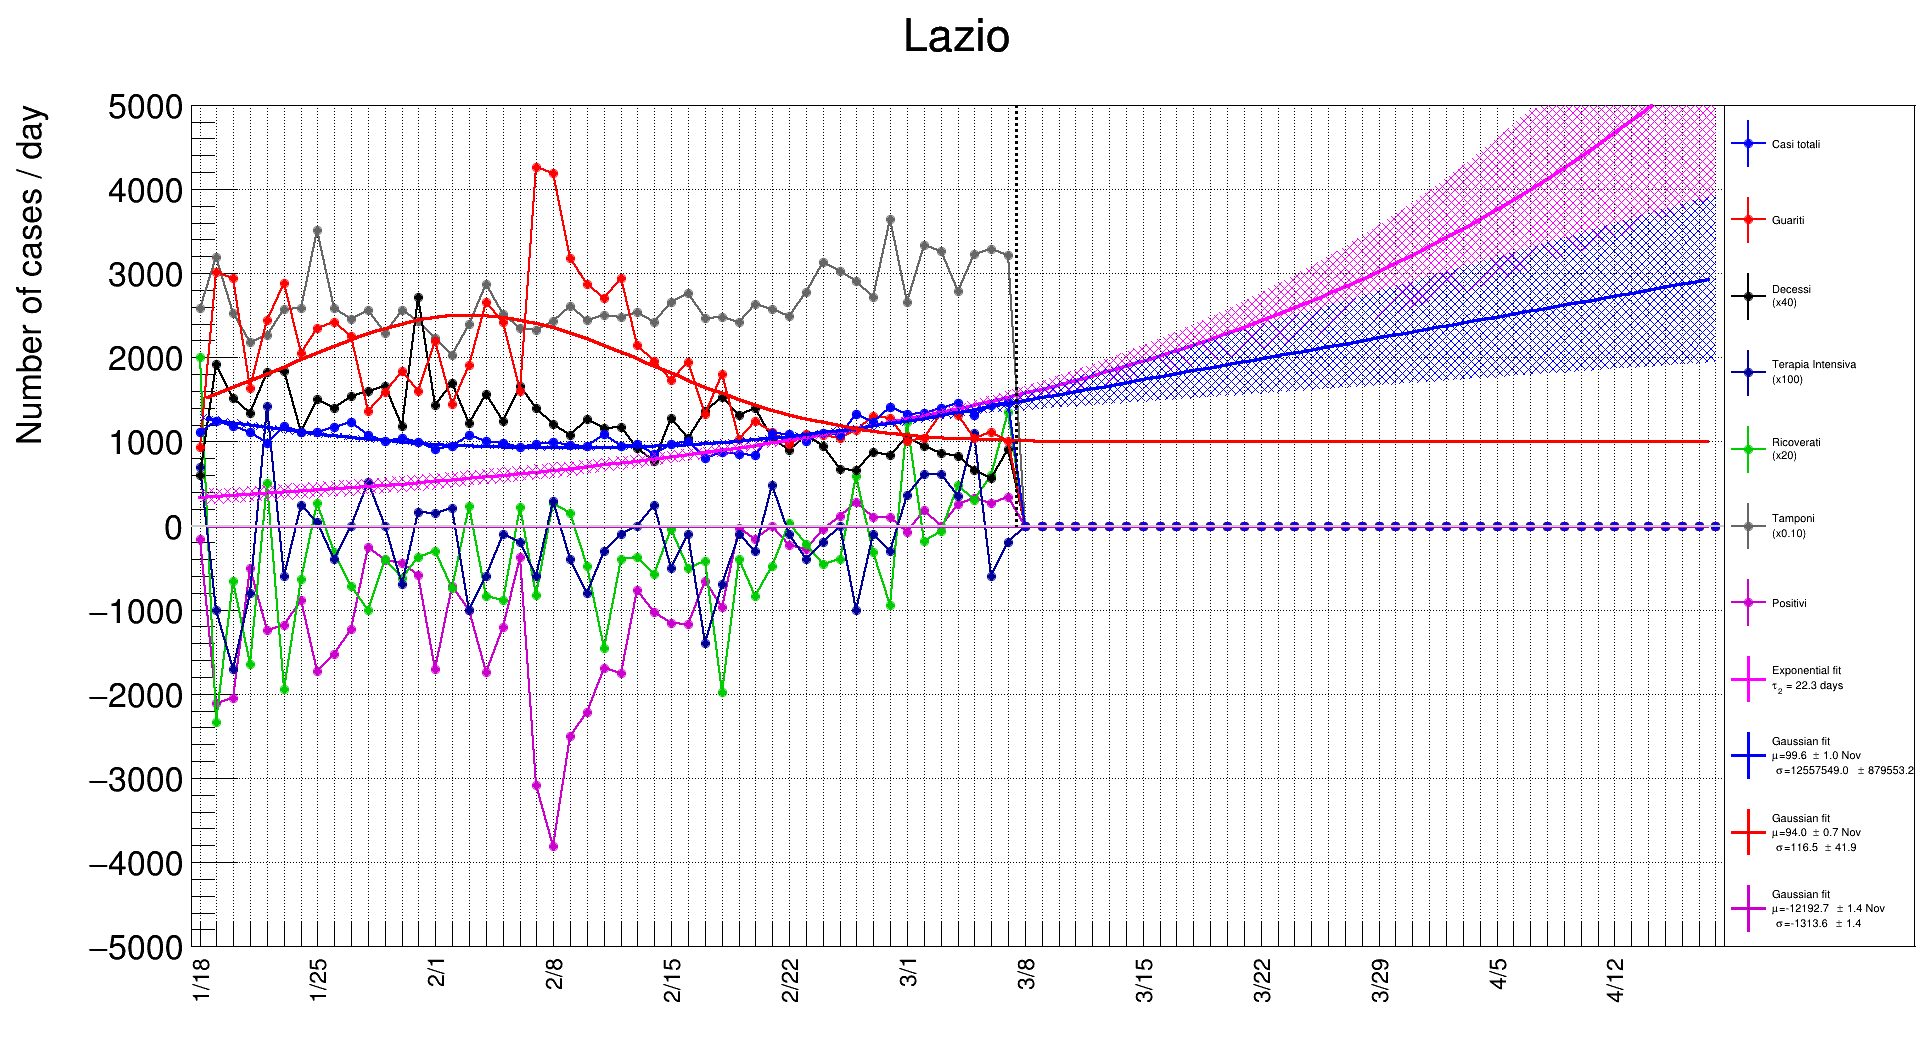 Lazio
Number of cases / day
5000
4000
3000
2000
1000
0
−1000
−2000
−3000
−4000
−5000
1/18
1/25
2/1
2/8
2/15
2/22
3/1
3/8
3/15
3/22
3/29
4/5
4/12
Casi totali
Guariti
Decessi
(x40)
Terapia Intensiva
(x100)
Ricoverati
(x20)
Tamponi
(x0.10)
Positivi
Exponential fit
τ2 = 22.3 days
Gaussian fit
μ=99.6 ± 1.0 Nov
σ=12557549.0 ± 879553.2
Gaussian fit
μ=94.0 ± 0.7 Nov
σ=116.5 ± 41.9
Gaussian fit
μ=-12192.7 ± 1.4 Nov
σ=-1313.6 ± 1.4